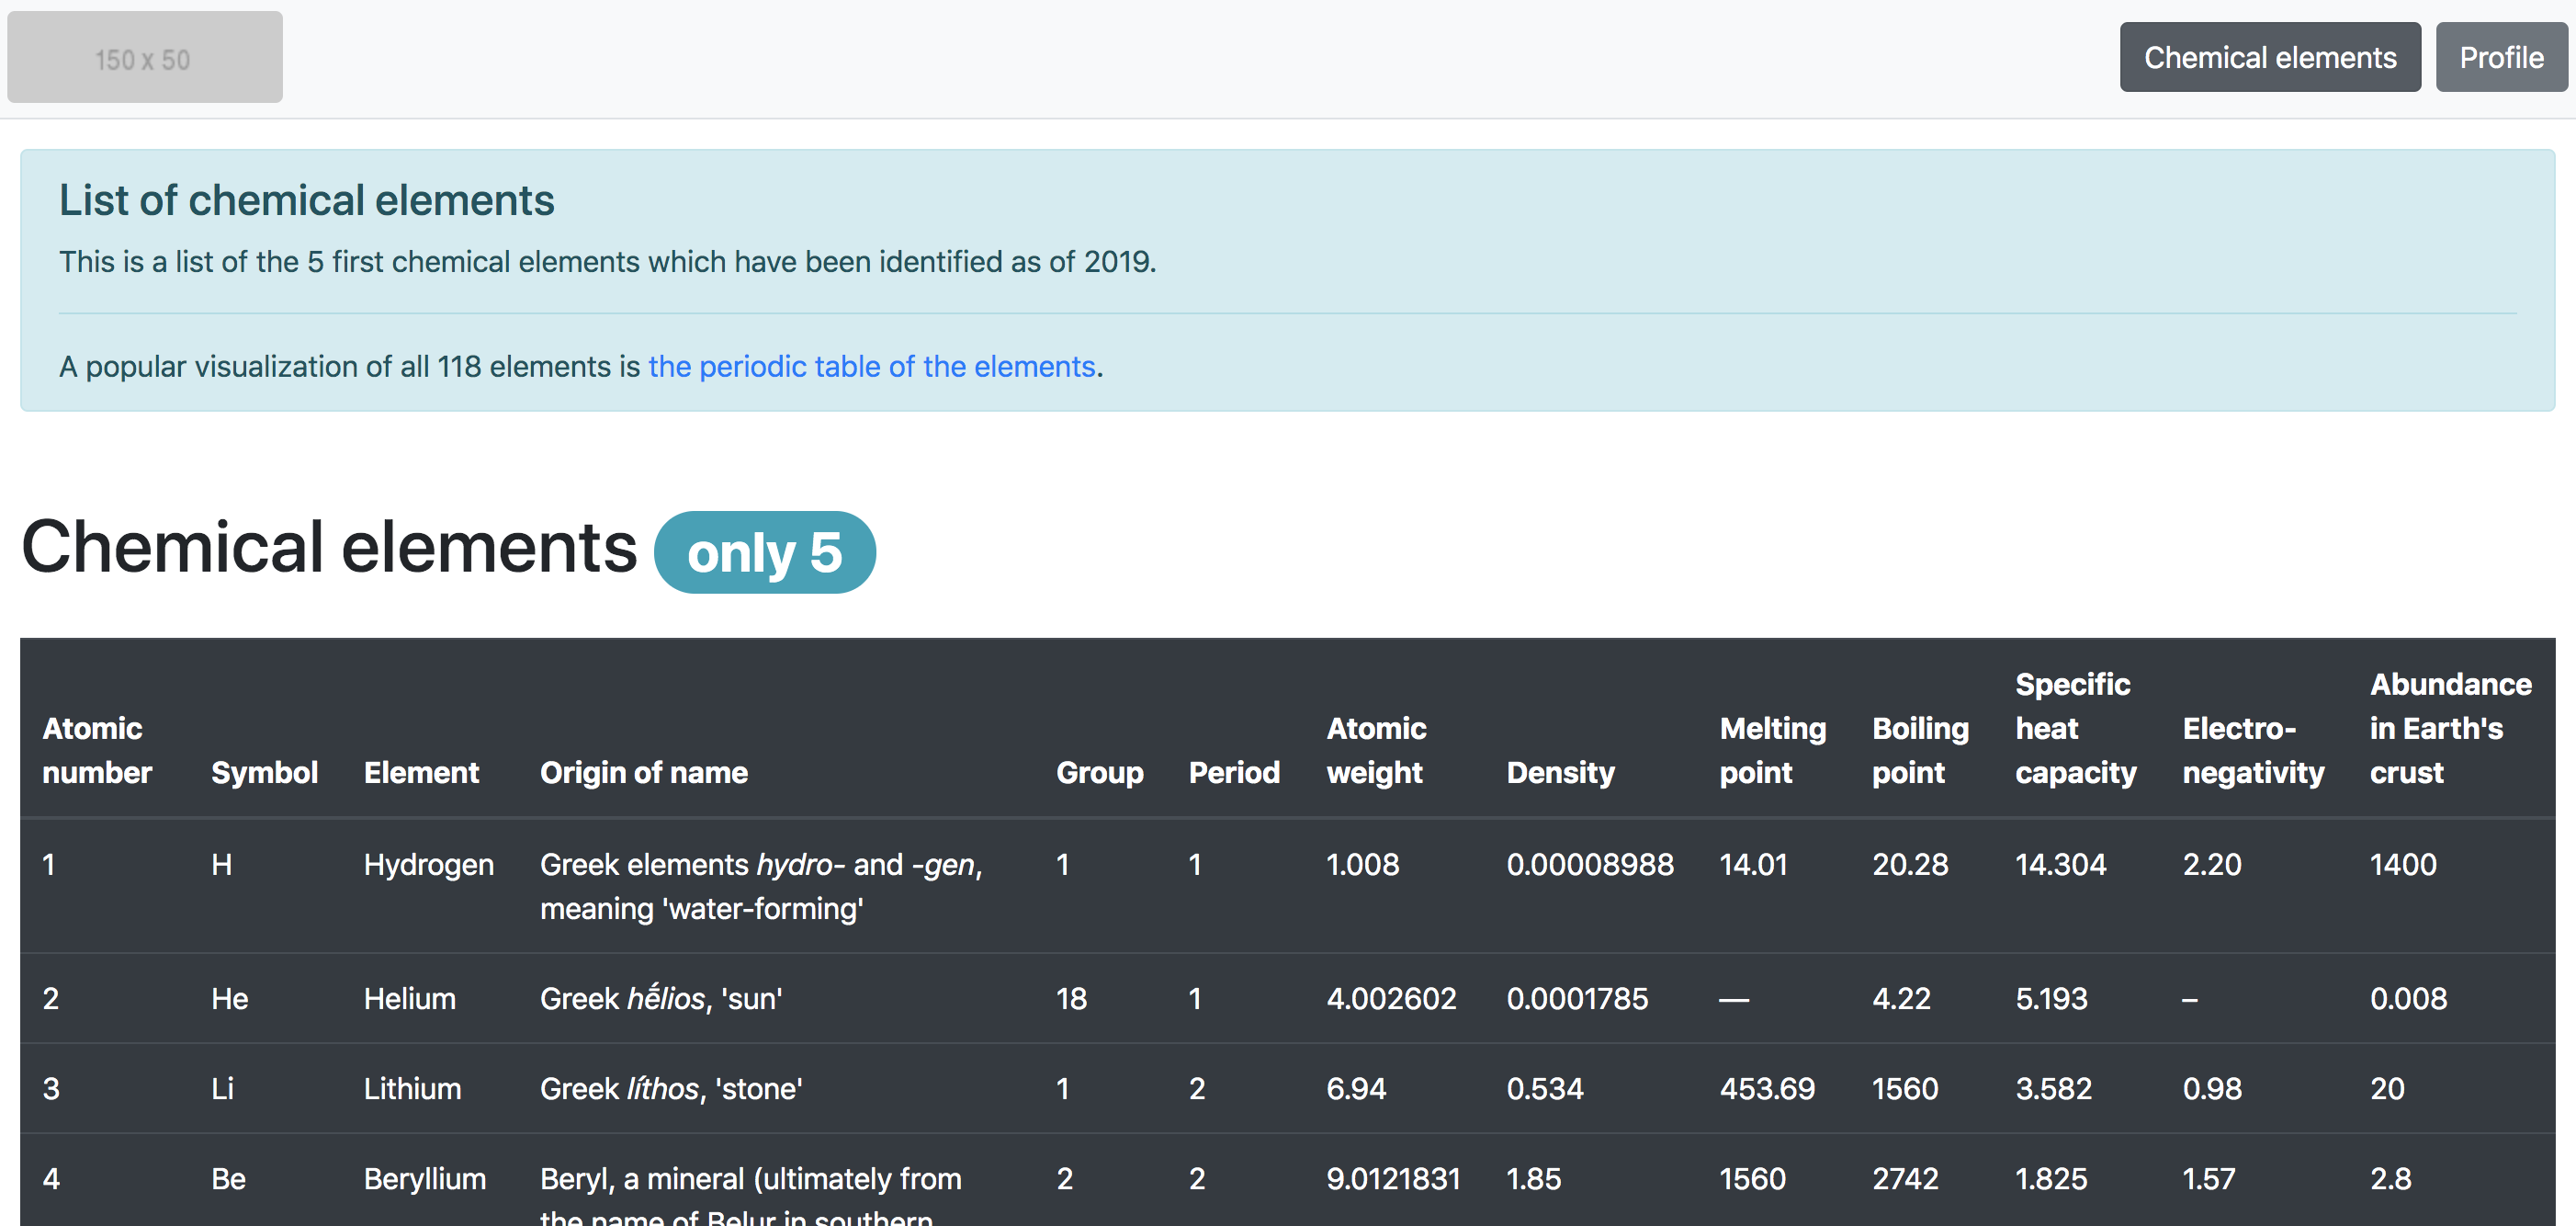 150 x 50
Chemical elements Profile
List of chemical elements
This is a list of the 5 first chemical elements which have been identified as of 2019.
A popular visualization of all 118 elements is the periodic table of the elements.
Chemical elements only 5
Atomic number Symbol Element Origin of name Group Period Atomic weight Density Melting point Boiling point Specific heat capacity Electro-negativity Abundance in Earth's crust
1 H Hydrogen Greek elements hydro- and -gen, meaning 'water-forming' 1 1 1.008 0.00008988 14.01 20.28 14.304 2.20 1400
2 He Helium Greek hḗlios, 'sun' 18 1 4.002602 0.0001785 — 4.22 5.193 – 0.008
3 Li Lithium Greek líthos, 'stone' 1 2 6.94 0.534 453.69 1560 3.582 0.98 20
4 Be Beryllium Beryl, a mineral (ultimately from the name of Belur in southern 2 2 9.0121831 1.85 1560 2742 1.825 1.57 2.8